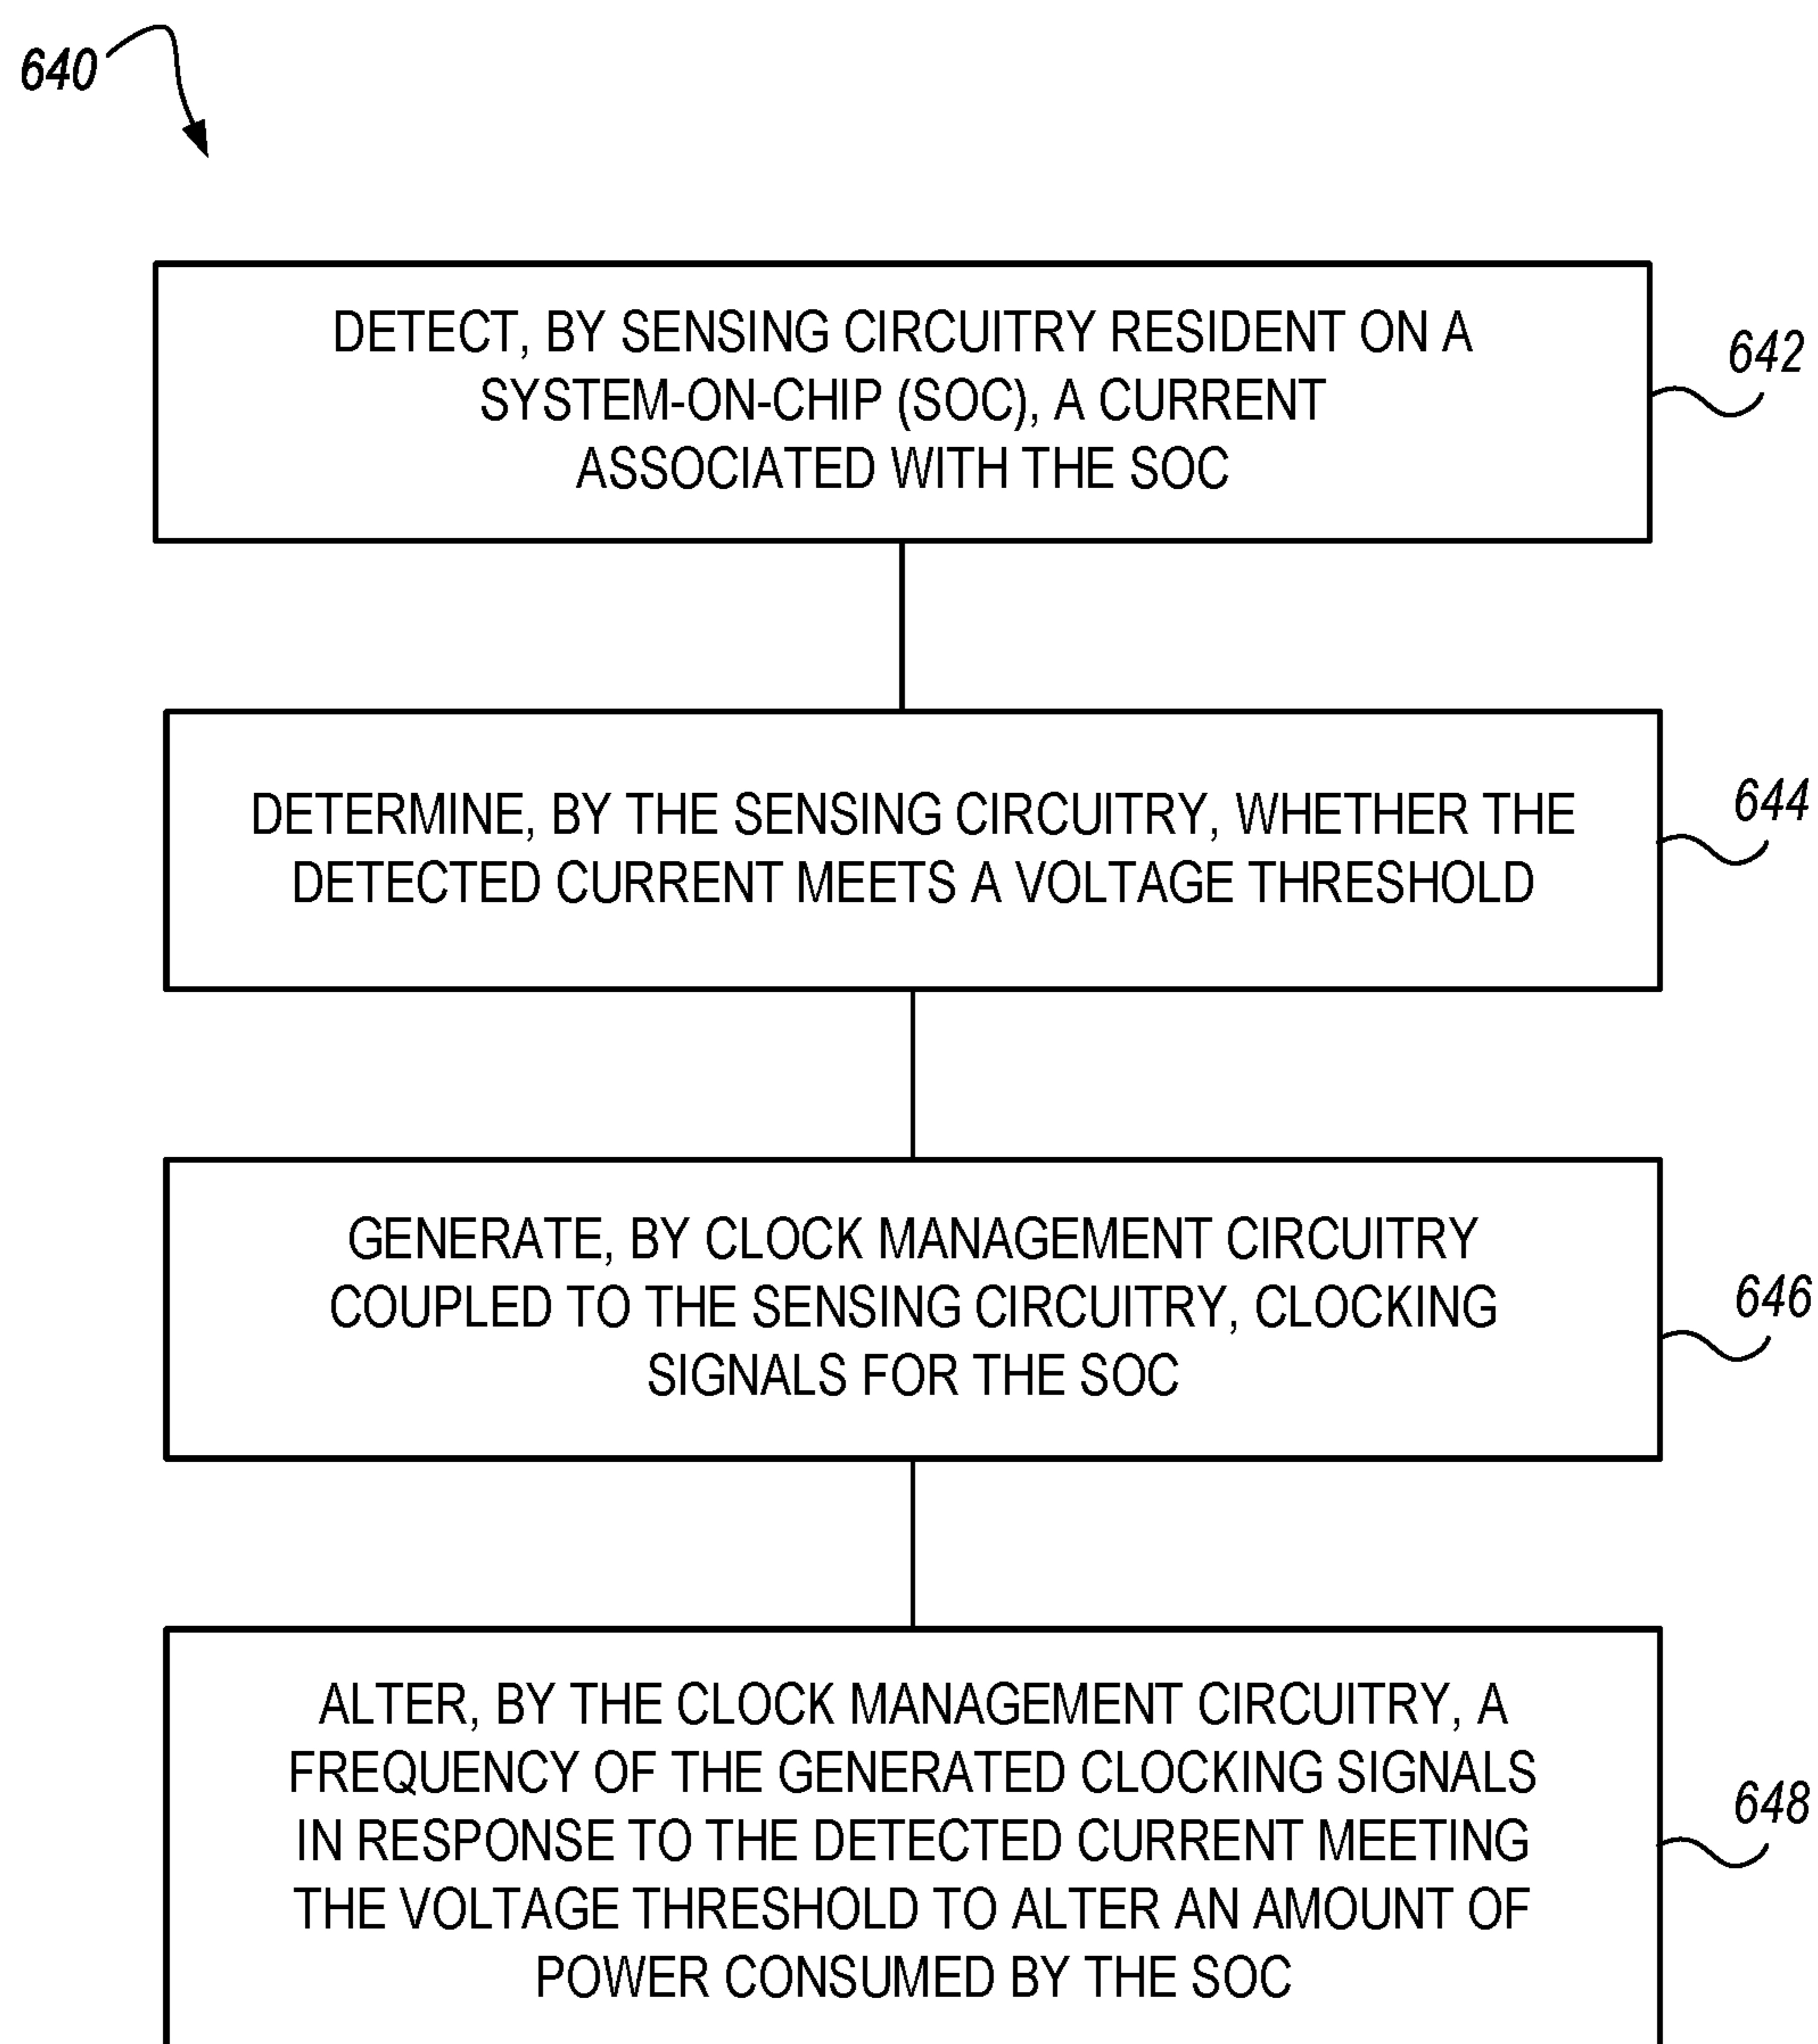 640
DETECT, BY SENSING CIRCUITRY RESIDENT ON A
SYSTEM-ON-CHIP (SOC), A CURRENT
ASSOCIATED WITH THE SOC
642
DETERMINE, BY THE SENSING CIRCUITRY, WHETHER THE
DETECTED CURRENT MEETS A VOLTAGE THRESHOLD
644
GENERATE, BY CLOCK MANAGEMENT CIRCUITRY
COUPLED TO THE SENSING CIRCUITRY, CLOCKING
SIGNALS FOR THE SOC
646
ALTER, BY THE CLOCK MANAGEMENT CIRCUITRY, A
FREQUENCY OF THE GENERATED CLOCKING SIGNALS
IN RESPONSE TO THE DETECTED CURRENT MEETING
THE VOLTAGE THRESHOLD TO ALTER AN AMOUNT OF
POWER CONSUMED BY THE SOC
648